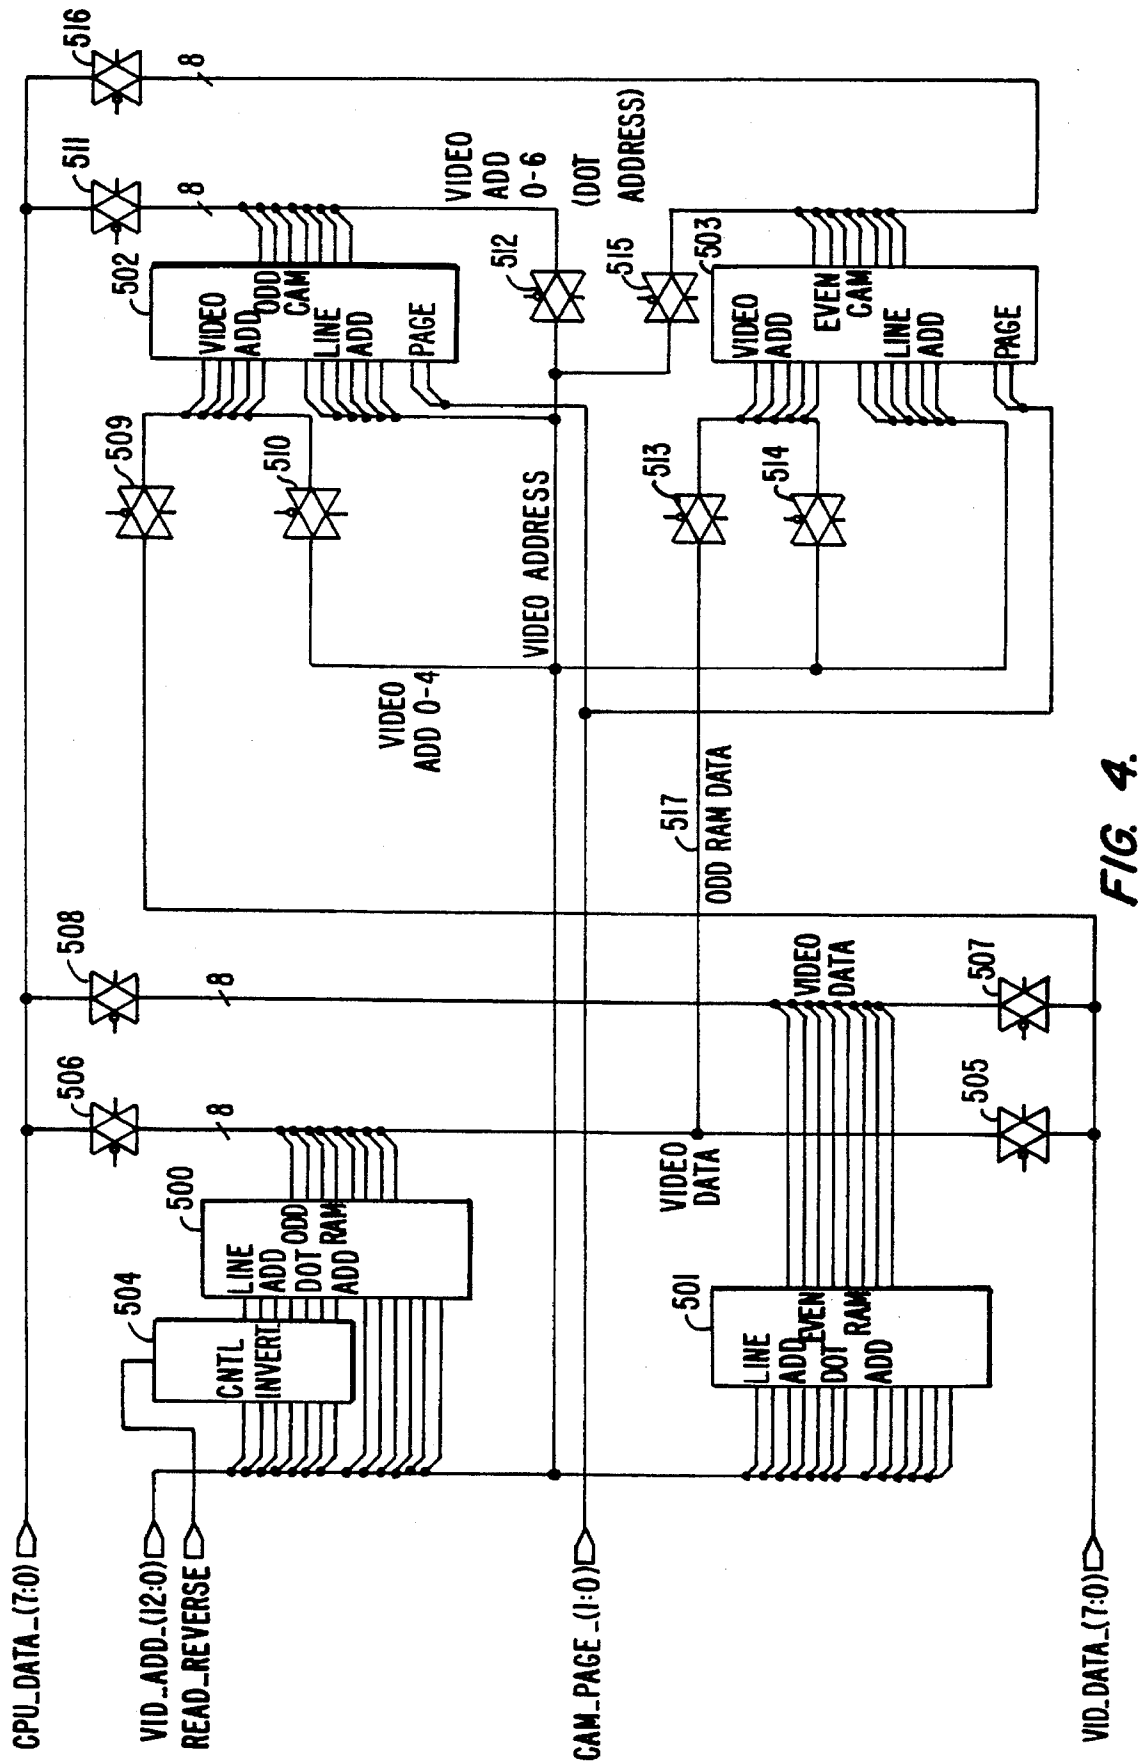 CPU_DATA_(7:0)
VID_ADD_(12:0)
READ_REVERSE
CAM_PAGE_(1:0)
VID_DATA_(7:0)
504
CNTL
INVERT
500
LINE
ADD
ODD
DOT
RAM
ADD
506
8
508
8
501
LINE
ADD
EVEN
DOT
RAM
ADD
VIDEO
DATA
VIDEO
DATA
505
507
517
ODD RAM DATA
VIDEO
ADD 0-4
VIDEO ADDRESS
509
510
513
514
502
VIDEO
ADD
ODD
CAM
LINE
ADD
PAGE
511
8
516
8
512
VIDEO
ADD
0-6
(DOT
ADDRESS)
515
503
VIDEO
ADD
EVEN
CAM
LINE
ADD
PAGE
FIG. 4.